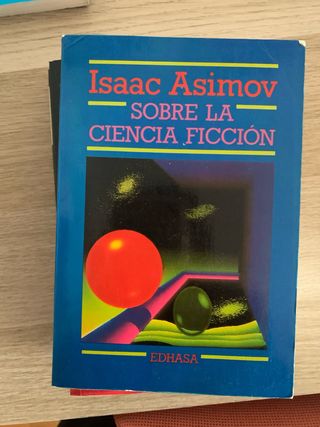 Isaac Asimov
SOBRE LA
CIENCIA FICCIÓN
EDHASA